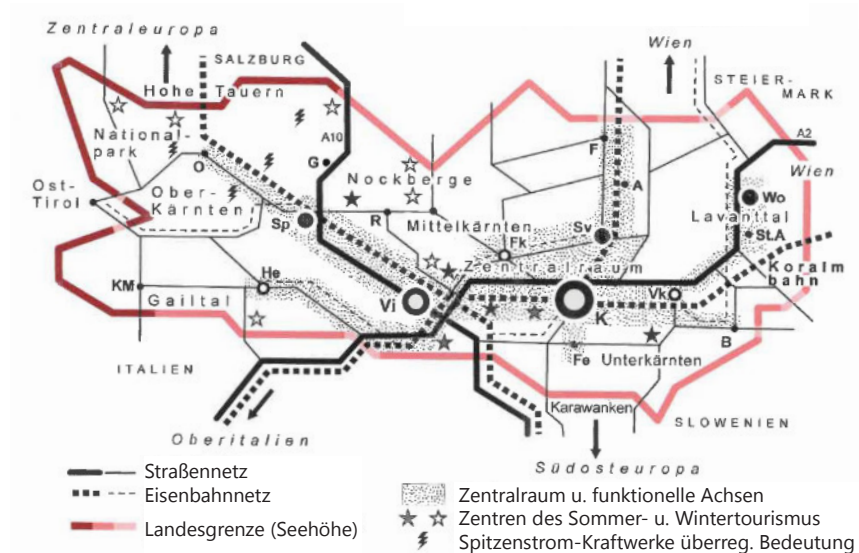 Zentraleuropa
SALZBURG
Wien
STEIER-
MARK
Hohe Tauern
A10
National-
park
A2
Wien
Ost-
Tirol
O
G
Ober-
Kärnten
Nockberge
F
A
Wo
Lavanttal
St.A
Sp
R
Mittelkärnten
Fk
Sv
Zentralraum
Koralm
bahn
KM
He
Gailtal
Vi
K
Vk
B
ITALIEN
Fe
Unterkärnten
Karawanken
SLOWENIEN
Oberitalien
Südosteuropa
Straßennetz
Eisenbahnnetz
Landesgrenze (Seehöhe)
Zentralraum u. funktionelle Achsen
Zentren des Sommer- u. Wintertourismus
Spitzenstrom-Kraftwerke überreg. Bedeutung